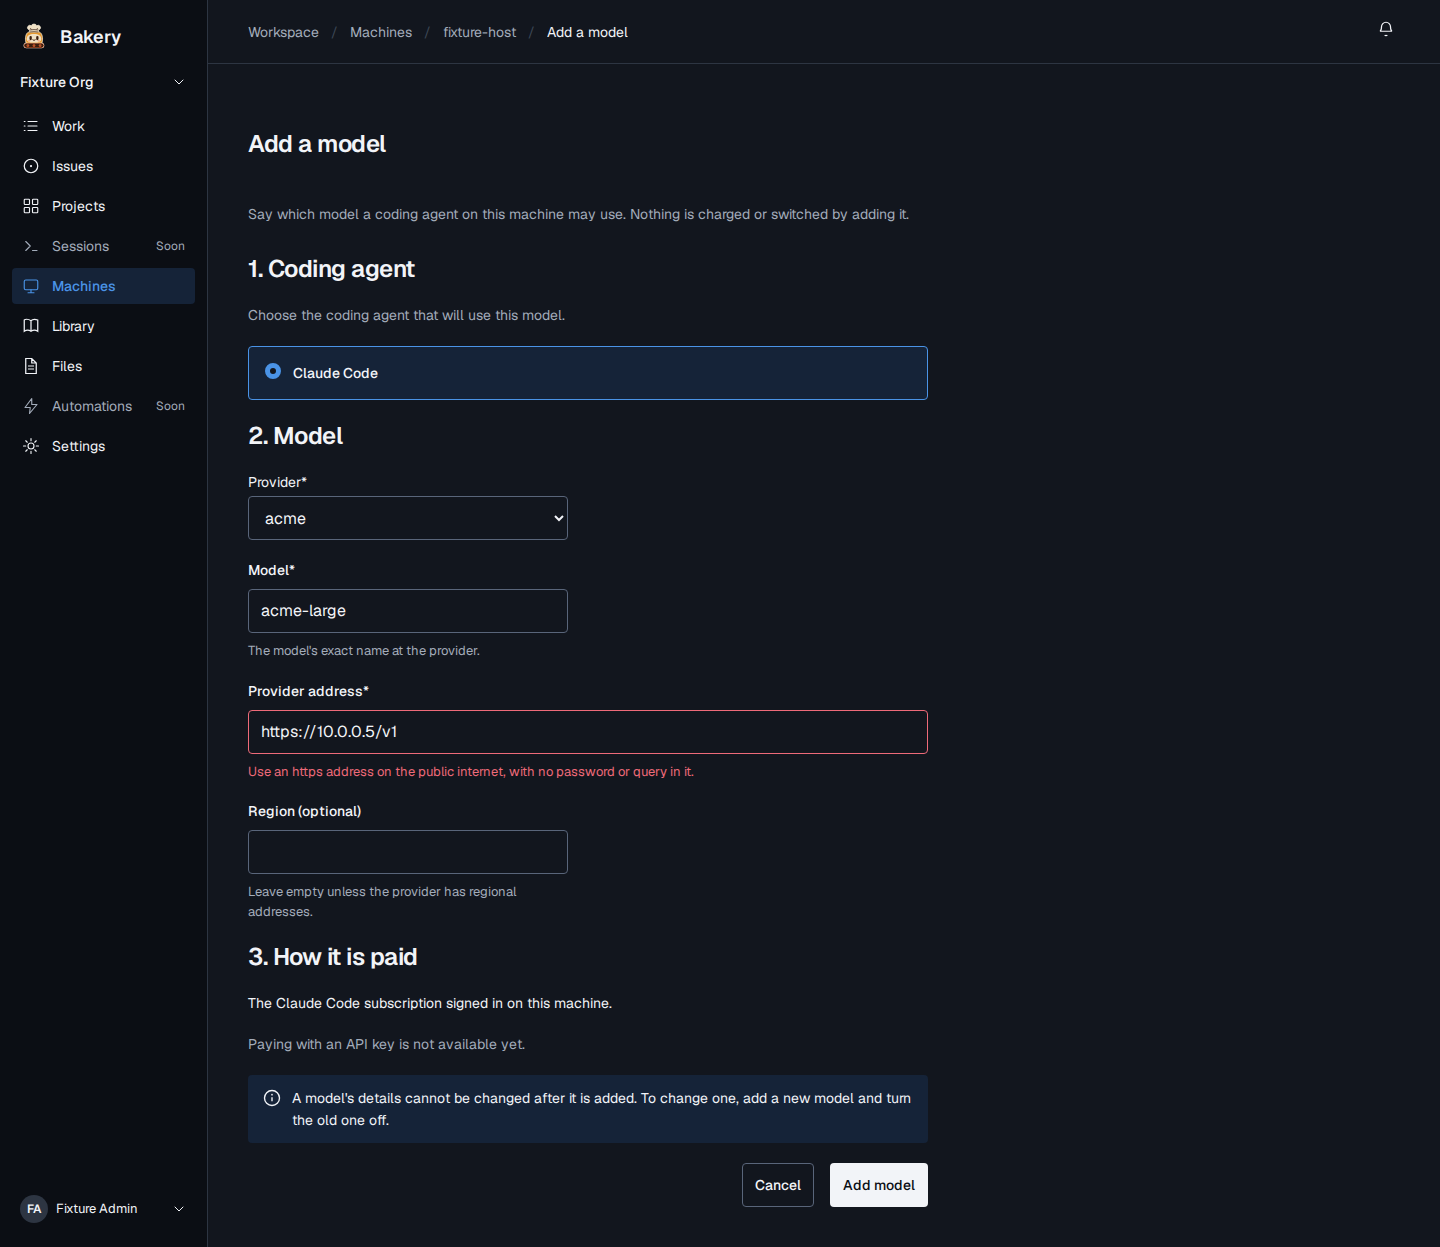 Bakery
Fixture Org
Work
Issues
Projects
Sessions Soon
Machines
Library
Files
Automations Soon
Settings
FA Fixture Admin
Workspace / Machines / fixture-host / Add a model
Add a model
Say which model a coding agent on this machine may use. Nothing is charged or switched by adding it.
1. Coding agent
Choose the coding agent that will use this model.
Claude Code
2. Model
Provider*
acme
Model*
acme-large
The model's exact name at the provider.
Provider address*
https://10.0.0.5/v1
Use an https address on the public internet, with no password or query in it.
Region (optional)
Leave empty unless the provider has regional
addresses.
3. How it is paid
The Claude Code subscription signed in on this machine.
Paying with an API key is not available yet.
A model's details cannot be changed after it is added. To change one, add a new model and turn
the old one off.
Cancel
Add model